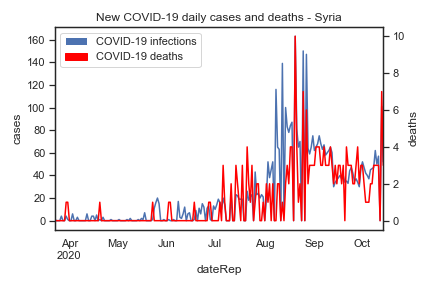 New COVID-19 daily cases and deaths - Syria
COVID-19 infections
COVID-19 deaths
160
140
120
100
80
60
40
20
0
cases
10
8
6
4
2
0
deaths
Apr May Jun Jul Aug Sep Oct
2020
dateRep